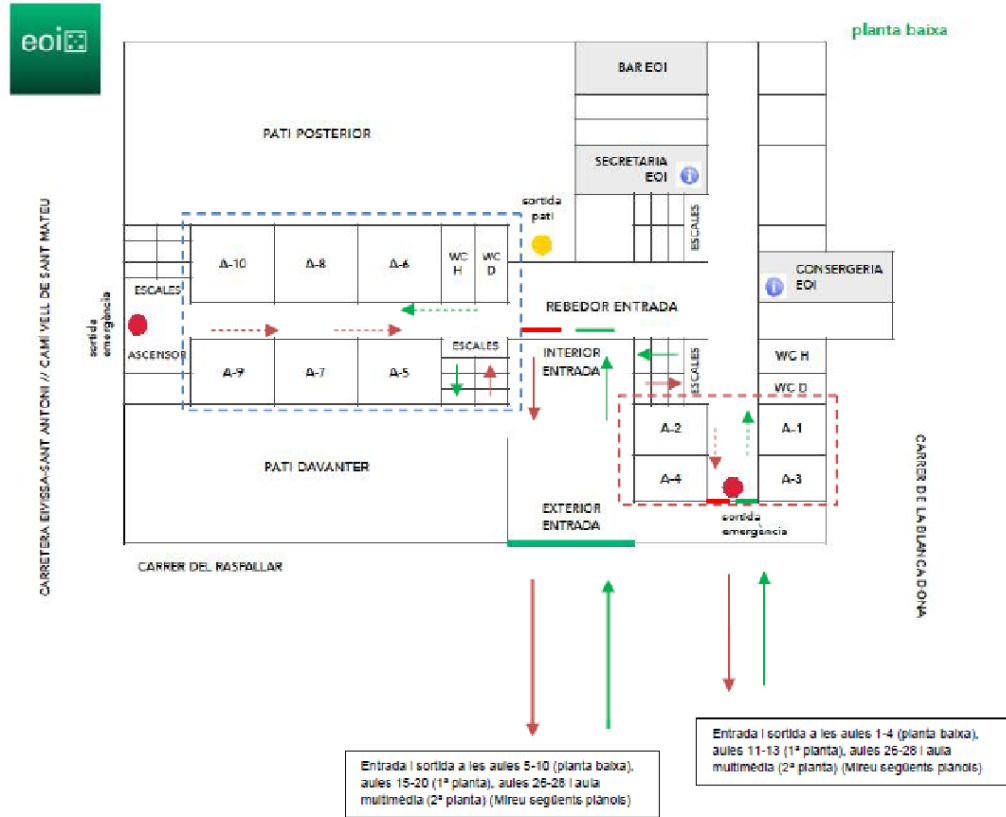 eoi
planta baixa
BAR EOI
PATI POSTERIOR
SECRETARIA
EOI
sortida
pati
ESCALES
CARRETERA EIVISSA-SANT ANTONI // CAMÍ VELL DE SANT MATEU
A-10
A-8
A-6
WC
H
WC
D
CONSERGERIA
EOI
ESCALES
sortida
emergència
REBEDOR ENTRADA
ASCENSOR
ESCALES
INTERIOR
ENTRADA
ESCALES
WC H
A-9
A-7
A-5
WC D
A-2
A-1
PATI DAVANTER
A-4
A-3
CARRER DE LA BLANCA DONA
EXTERIOR
ENTRADA
sortida
emergència
CARRER DEL RASPALLAR
Entrada i sortida a les aules 5-10 (planta baixa),
aules 15-20 (1ª planta), aules 26-28 i aula
multimèdia (2ª planta) (Mireu següents plànols)
Entrada i sortida a les aules 1-4 (planta baixa),
aules 11-13 (1ª planta), aules 26-28 i aula
multimèdia (2ª planta) (Mireu següents plànols)